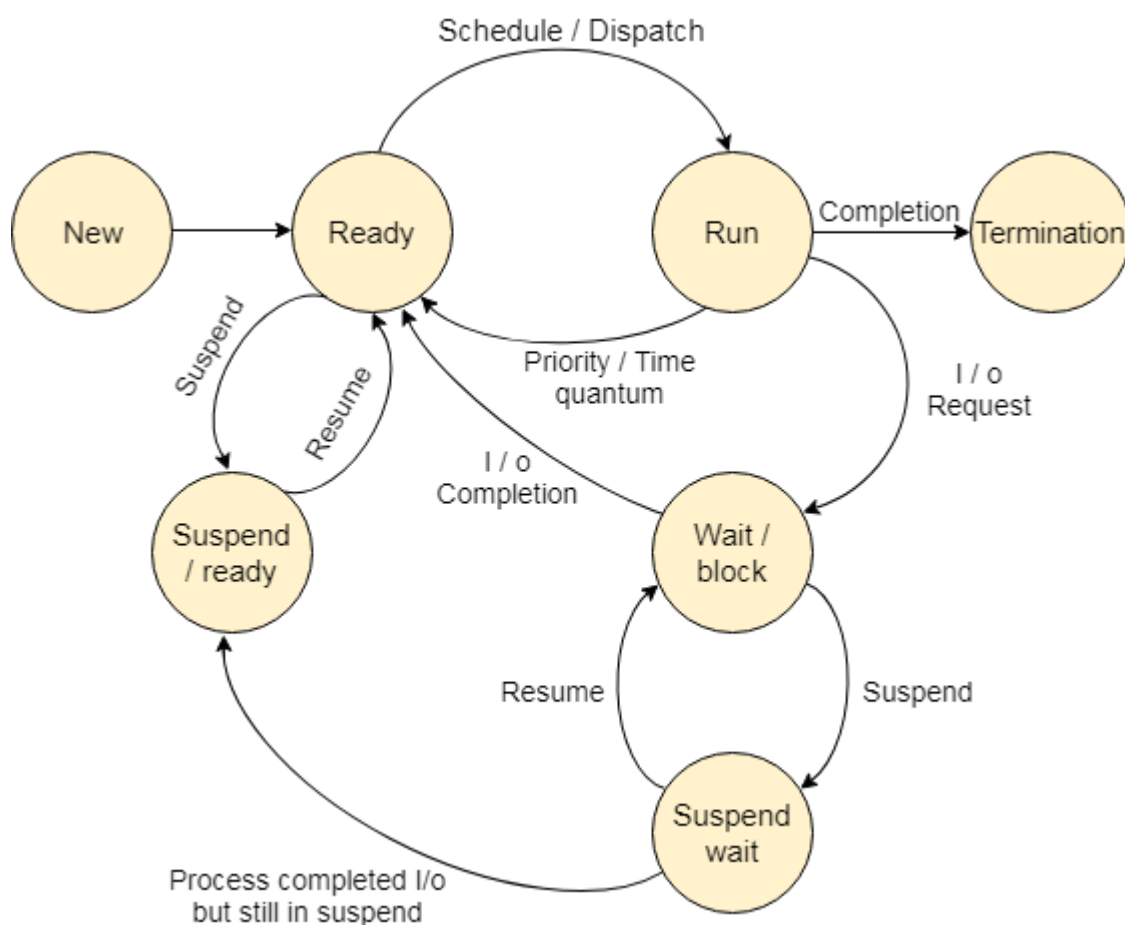 Schedule / Dispatch
New
Ready
Run
Completion
Termination
Suspend
Resume
Priority / Time
quantum
I / o
Request
I / o
Completion
Suspend
/ ready
Wait /
block
Resume
Suspend
Suspend
wait
Process completed I/o
but still in suspend